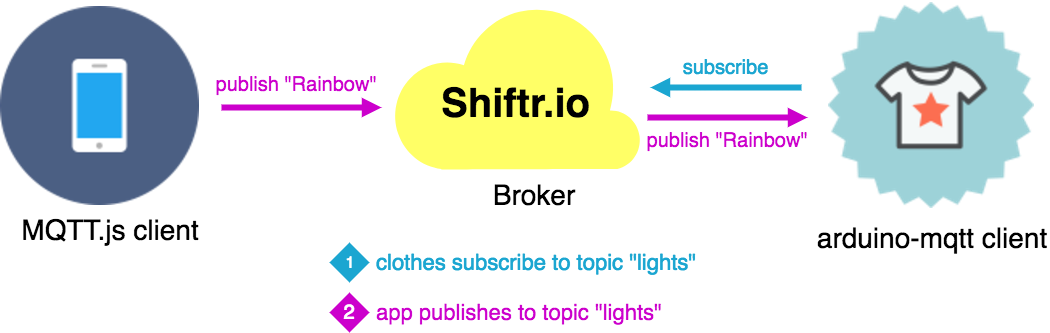 publish "Rainbow"
Shiftr.io
subscribe
publish "Rainbow"
Broker
MQTT.js client
arduino-mqtt client
1 clothes subscribe to topic "lights"
2 app publishes to topic "lights"